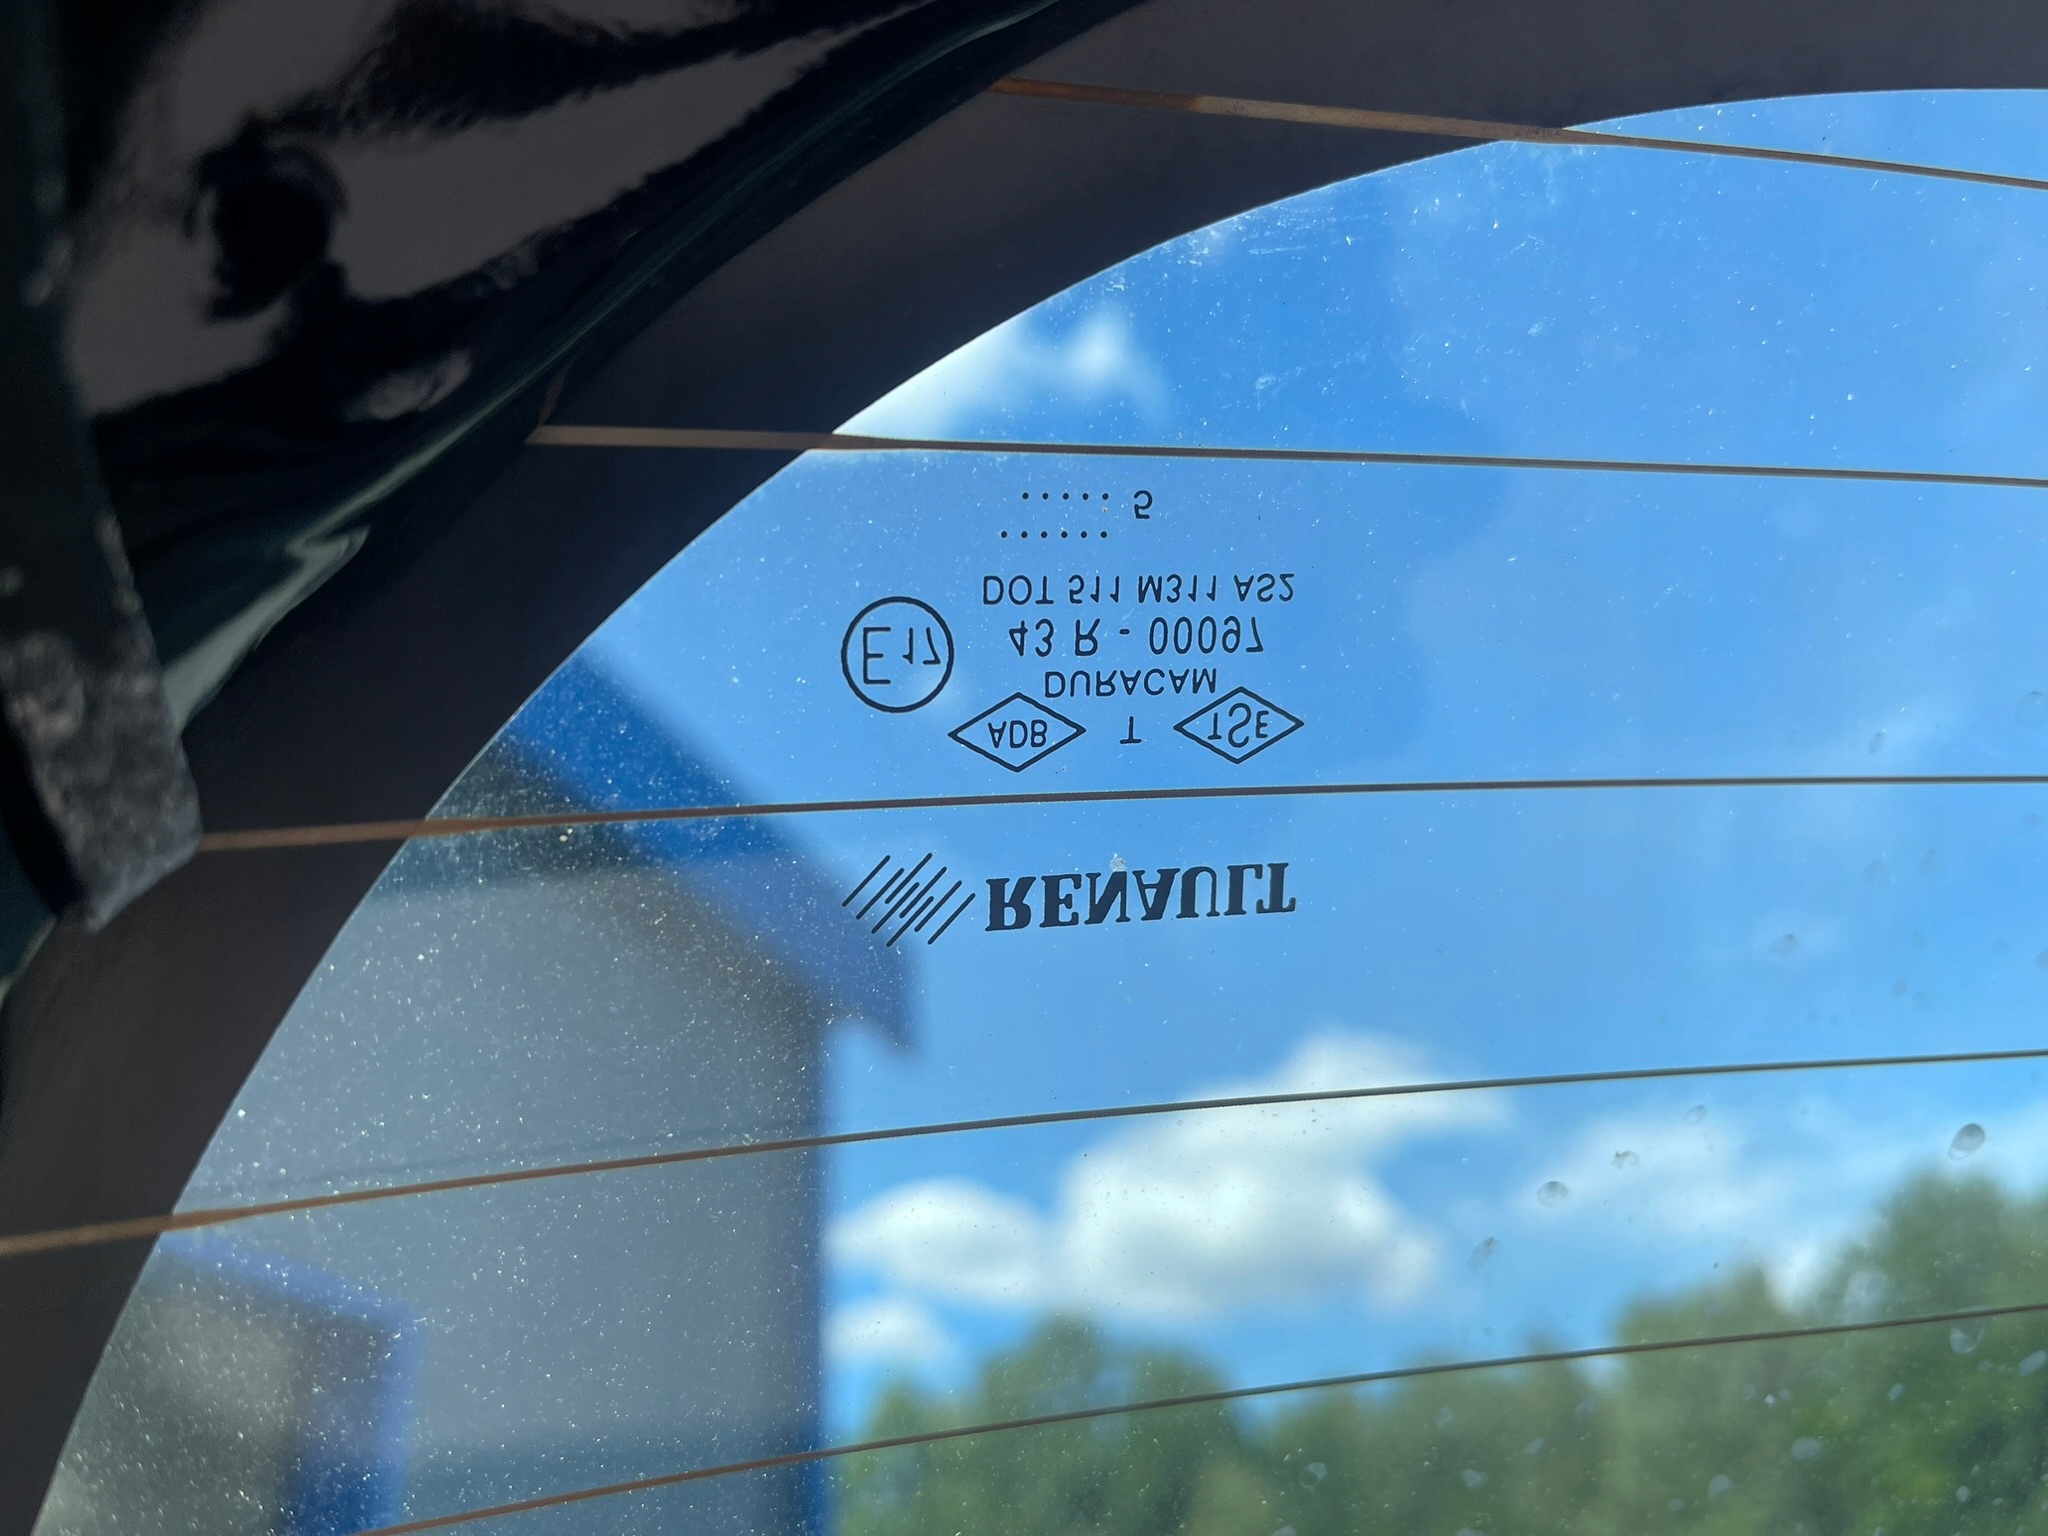 RENAULT
ADB T TSE
DURACAM
E17 43 R - 00097
DOT 511 M311 AS2
. . . . . .
. . . . . 5